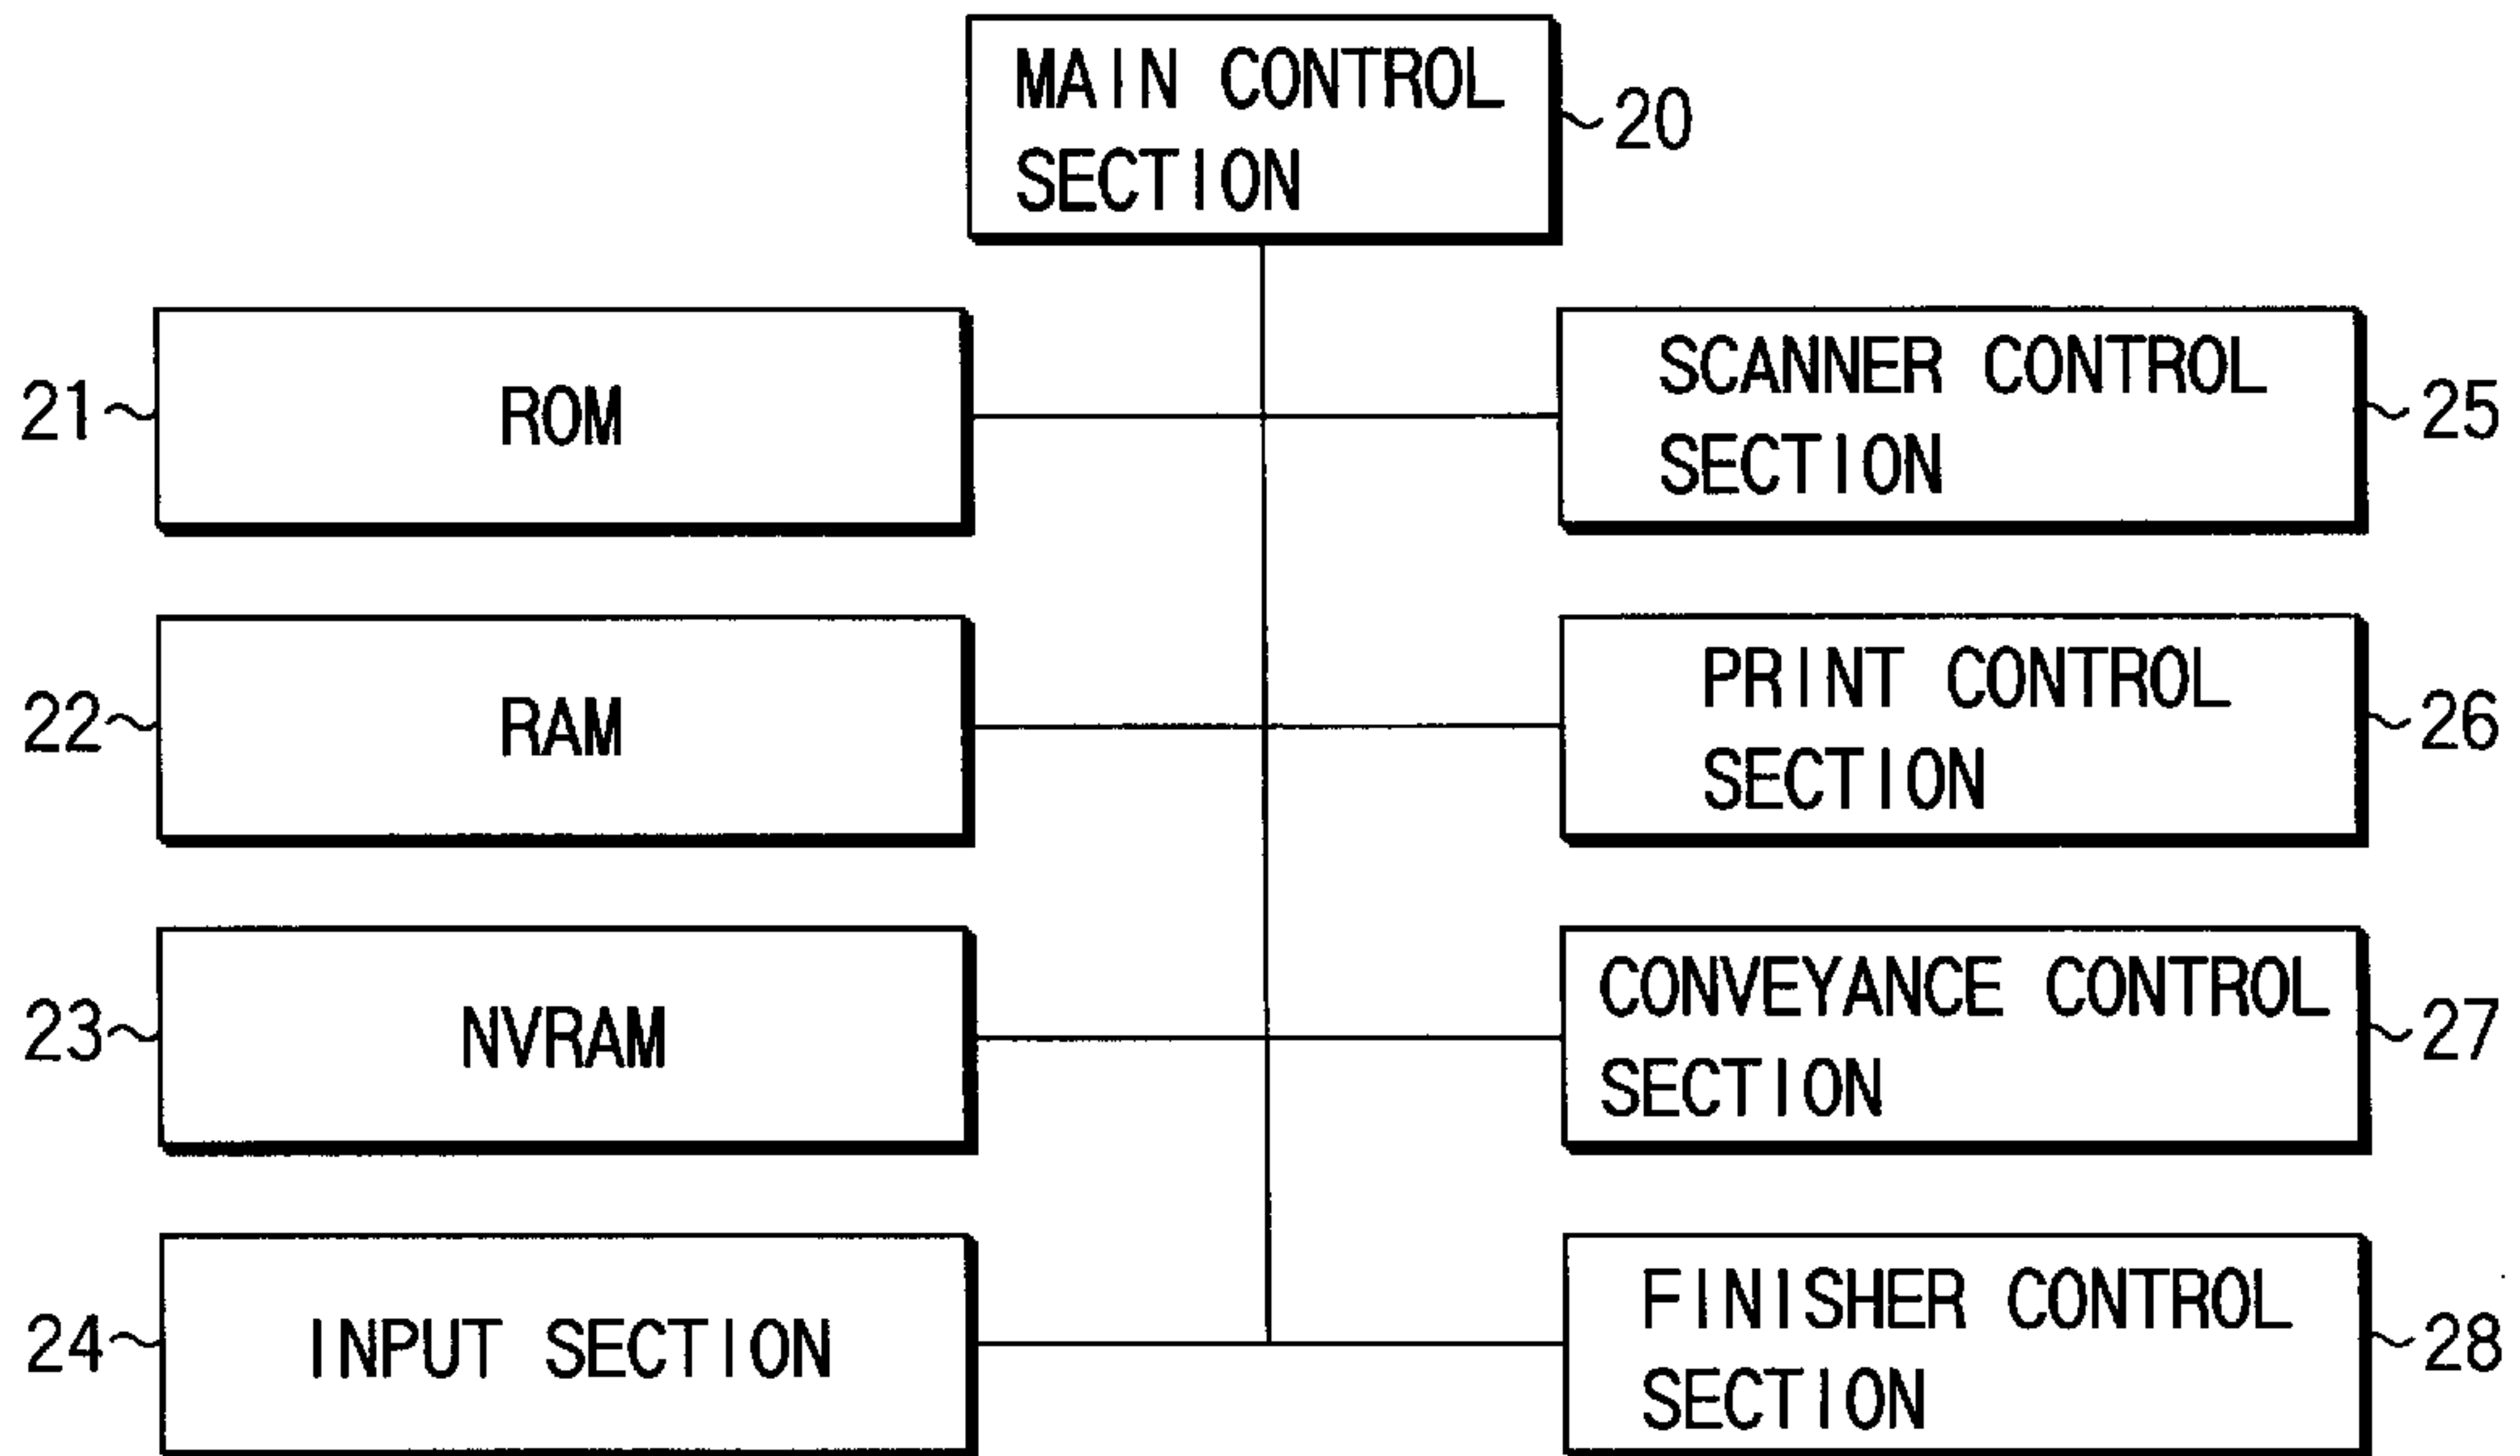 MAIN CONTROL
SECTION
20
21
ROM
SCANNER CONTROL
SECTION
25
22
RAM
PRINT CONTROL
SECTION
26
23
NVRAM
CONVEYANCE CONTROL
SECTION
27
24
INPUT SECTION
FINISHER CONTROL
SECTION
28